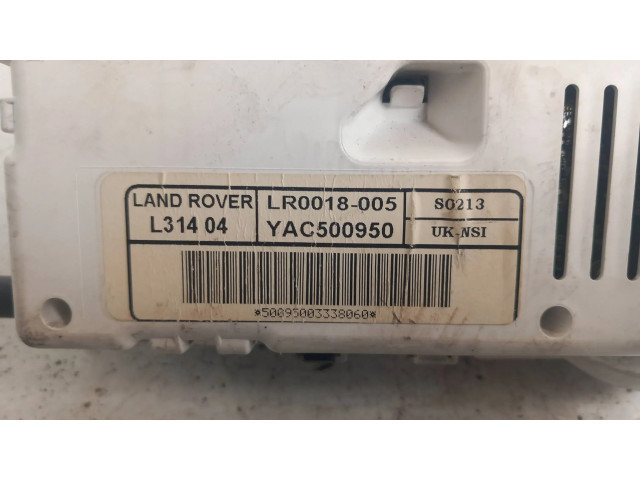 LAND ROVER LR0018-005 S0213
L314 04 YAC500950 UK-NSI
*50095003338060*